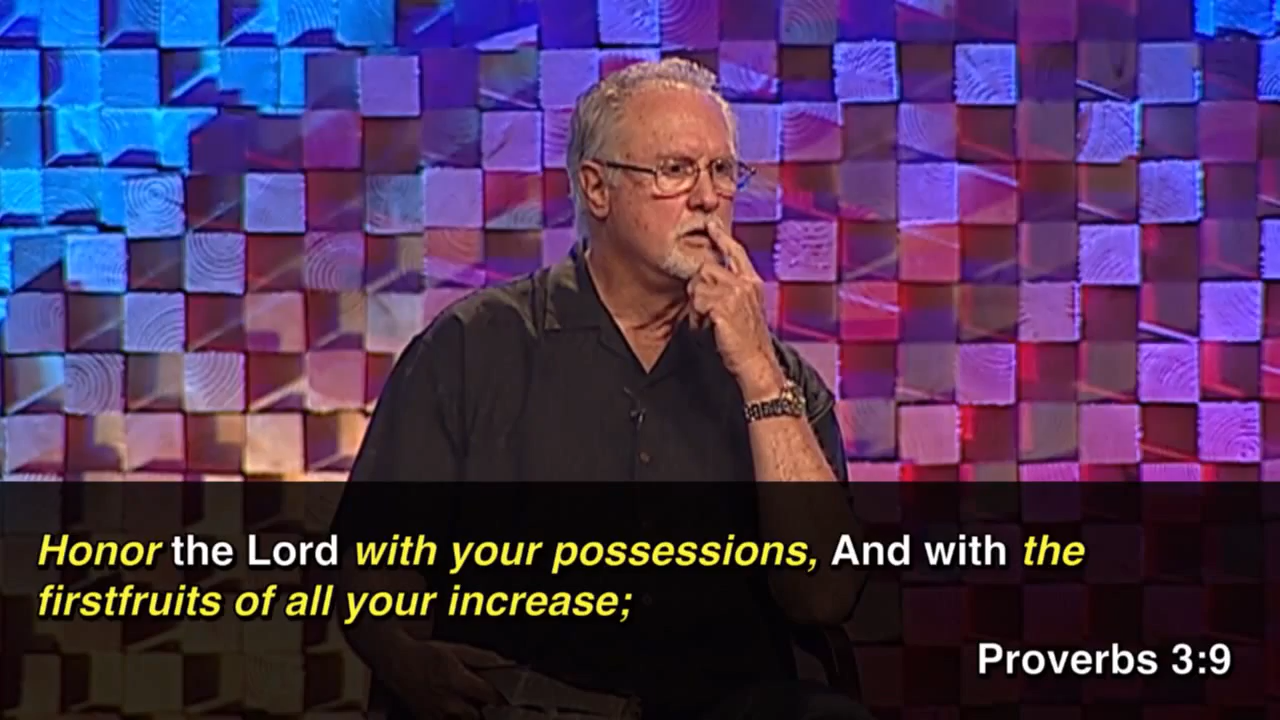 Honor the Lord with your possessions, And with the
firstfruits of all your increase;
Proverbs 3:9